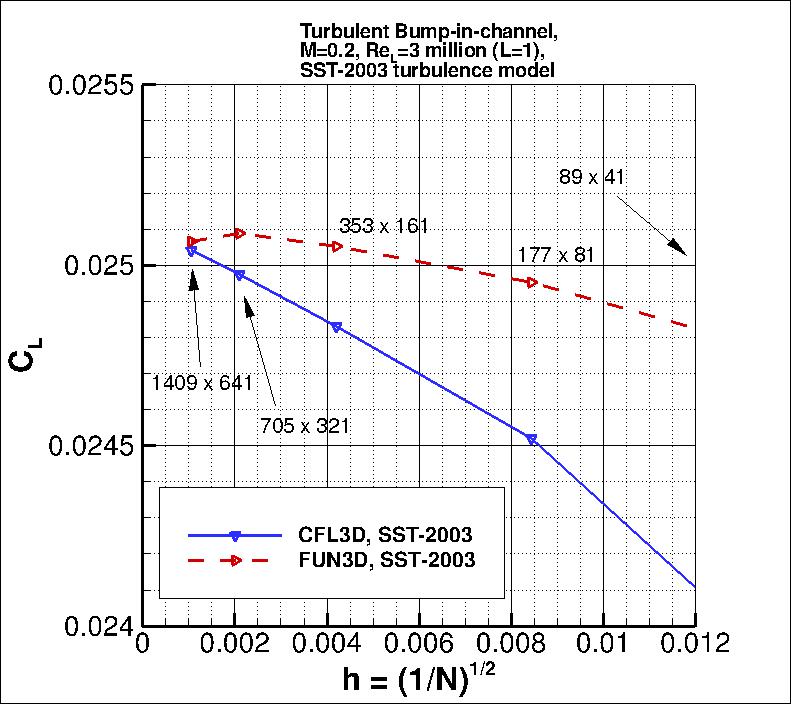 Turbulent Bump-in-channel,
M=0.2, Re_L=3 million (L=1),
SST-2003 turbulence model
0.0255
89 x 41
353 x 161
177 x 81
0.025
C_L
1409 x 641
705 x 321
0.0245
CFL3D, SST-2003
FUN3D, SST-2003
0.024
0 0.002 0.004 0.006 0.008 0.01 0.012
h = (1/N)^1/2